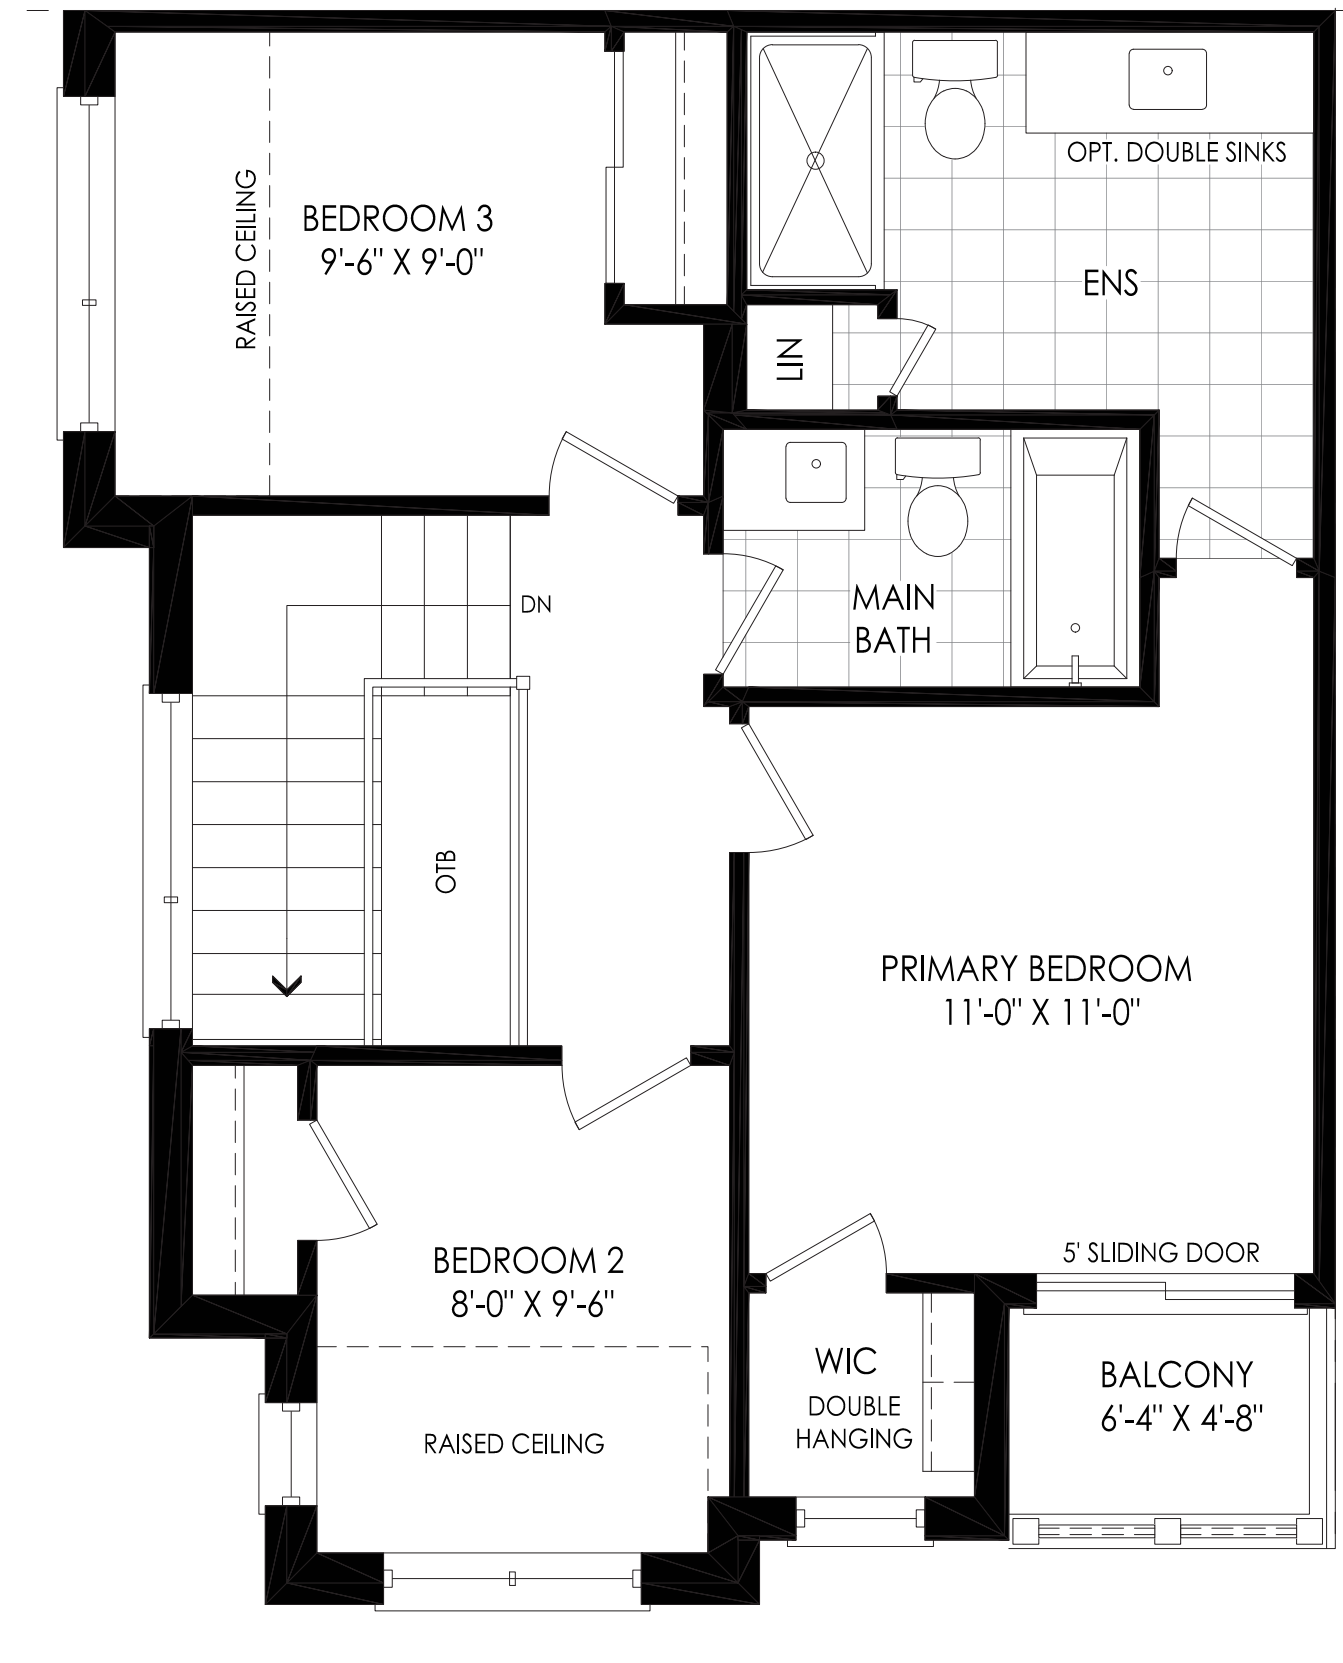 OPT. DOUBLE SINKS
RAISED CEILING
BEDROOM 3
9'-6" X 9'-0"
ENS
LIN
DN
MAIN
BATH
OTB
PRIMARY BEDROOM
11'-0" X 11'-0"
5' SLIDING DOOR
BEDROOM 2
8'-0" X 9'-6"
RAISED CEILING
WIC
DOUBLE
HANGING
BALCONY
6'-4" X 4'-8"